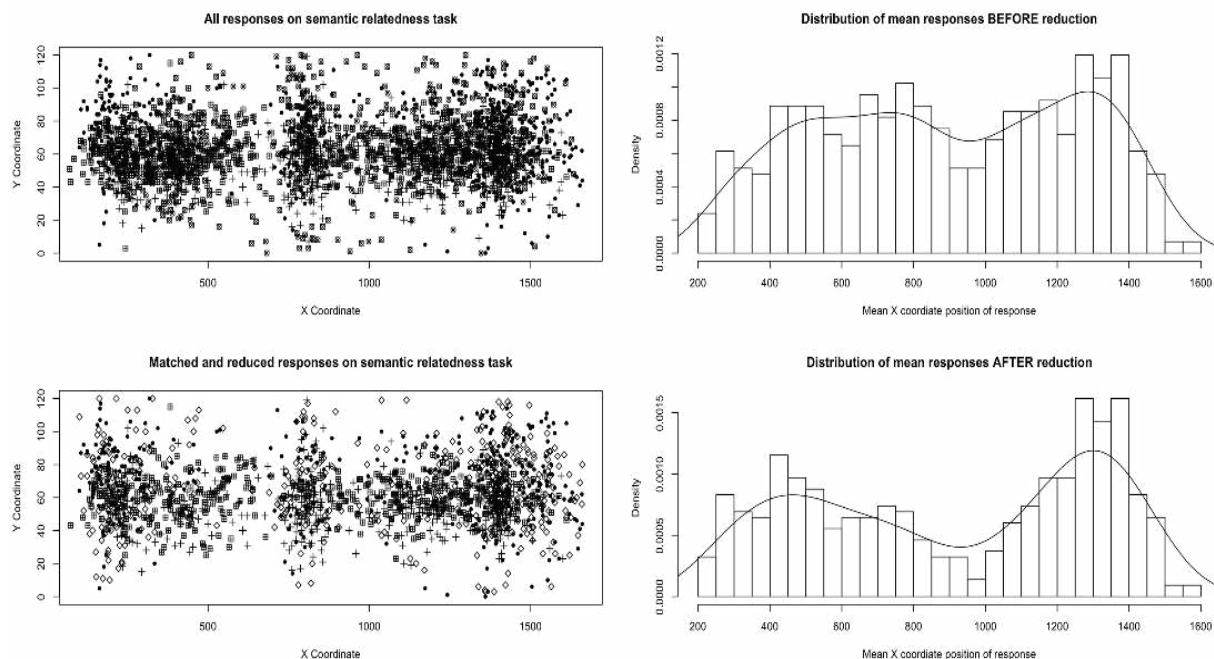 All responses on semantic relatedness task
Y Coordinate
0 20 40 60 80 100 120
500 1000 1500
X Coordinate
Distribution of mean responses BEFORE reduction
Density
0.0000 0.0004 0.0008 0.0012
200 400 600 800 1000 1200 1400 1600
Mean X coordiate position of response
Matched and reduced responses on semantic relatedness task
Y Coordinate
0 20 40 60 80 100 120
500 1000 1500
X Coordinate
Distribution of mean responses AFTER reduction
Density
0.0000 0.0005 0.00010 0.0015
200 400 600 800 1000 1200 1400 1600
Mean X coordiate position of response